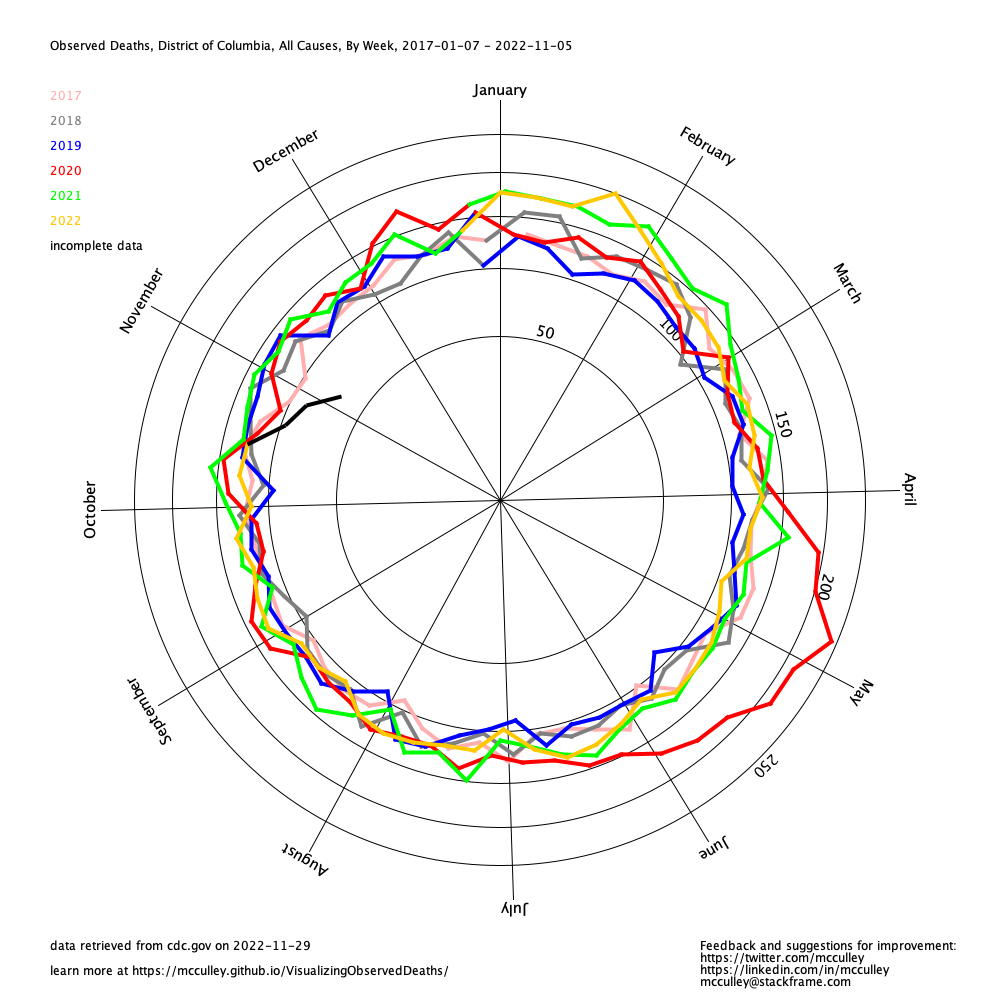 Observed Deaths, District of Columbia, All Causes, By Week, 2017-01-07 - 2022-11-05
January
2017
2018
2019
2020
2021
2022
incomplete data
December
February
November
March
50
100
150
October
April
200
September
May
250
August
June
July
data retrieved from cdc.gov on 2022-11-29
learn more at https://mcculley.github.io/VisualizingObservedDeaths/
Feedback and suggestions for improvement:
https://twitter.com/mcculley
https://linkedin.com/in/mcculley
mcculley@stackframe.com